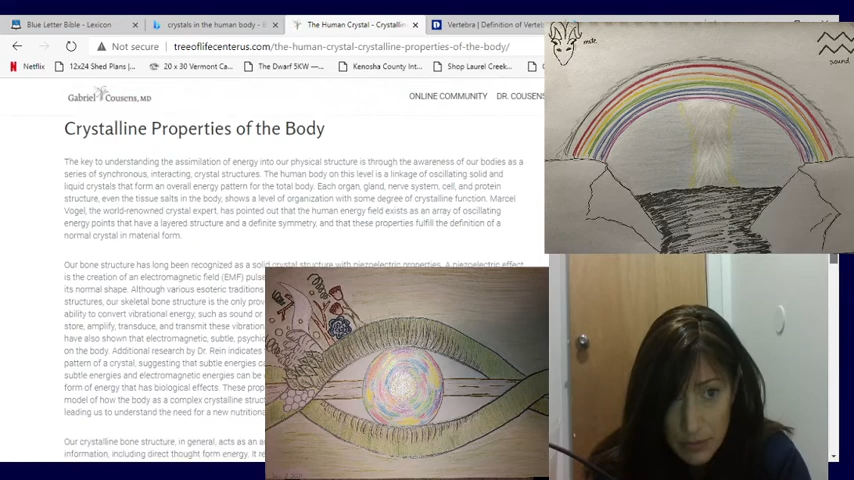 Blue Letter Bible - Lexicon
crystals in the human body - B
The Human Crystal - Crystalline
Vertebra | Definition of Vertebra
Not secure
treeoflifecenterus.com/the-human-crystal-crystalline-properties-of-the-body/
Netflix
12x24 Shed Plans |...
20 x 30 Vermont Ca...
The Dwarf 5KW —...
Kenosha County Int...
Shop Laurel Creek...
mate
sound
Gabriel Cousens, MD
ONLINE COMMUNITY DR. COUSENS
Crystalline Properties of the Body
The key to understanding the assimilation of energy into our physical structure is through the awareness of our bodies as a
series of synchronous, interacting, crystal structures. The human body on this level is a linkage of oscillating solid and
liquid crystals that form an overall energy pattern for the total body. Each organ, gland, nerve system, cell, and protein
structure, even the tissue salts in the body, shows a level of organization with some degree of crystalline function. Marcel
Vogel, the world-renowned crystal expert, has pointed out that the human energy field exists as an array of oscillating
energy points that have a layered structure and a definite symmetry, and that these properties fulfill the definition of a
normal crystal in material form.
Our bone structure has long been recognized as a solid crystal structure with piezoelectric properties. A piezoelectric effect
is the creation of an electromagnetic field (EMF) pulsa
its normal shape. Although various esoteric traditions
structures, our skeletal bone structure is the only prov
ability to convert vibrational energy, such as sound or
store, amplify, transduce, and transmit these vibration
have also shown that electromagnetic, subtle, psychic
on the body. Additional research by Dr. Rein indicates
pattern of a crystal, suggesting that subtle energies ca
subtle energies and electromagnetic energies can be
form of energy that has biological effects. These prop
model of how the body as a complex crystalline struc
leading us to understand the need for a new nutritiona
Our crystalline bone structure, in general, acts as an a
information, including direct thought form energy. It re